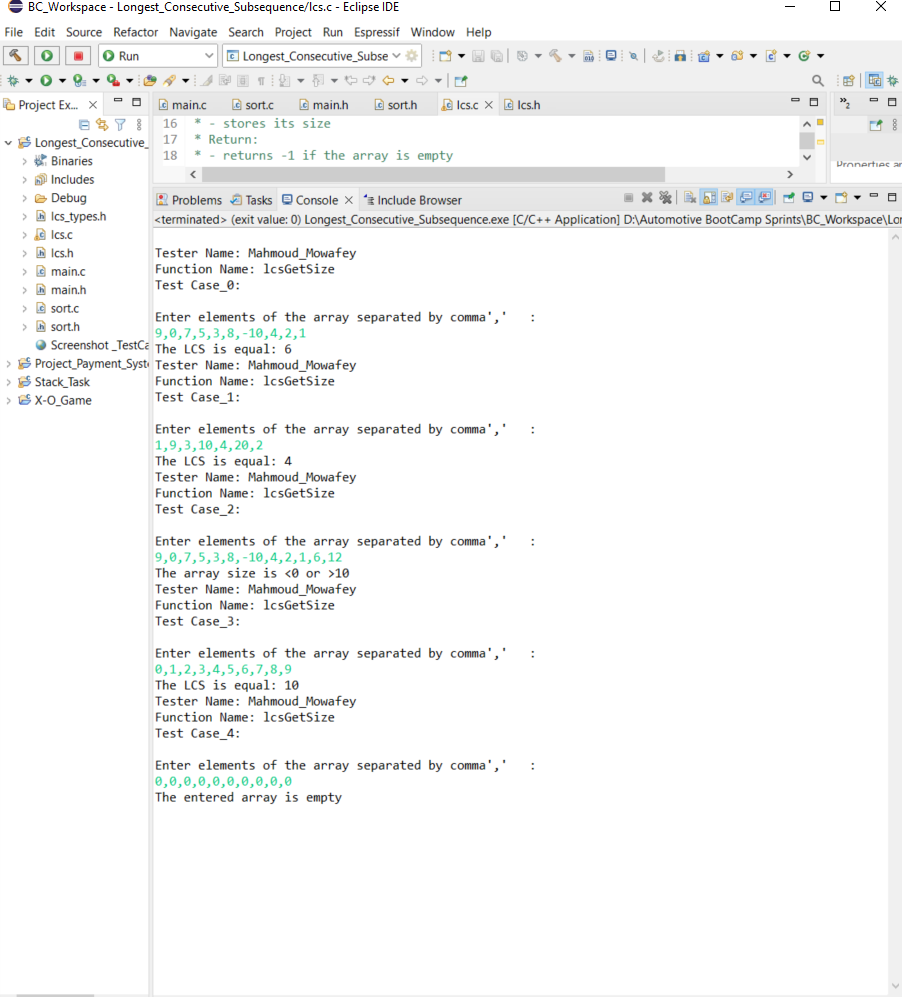 BC_Workspace - Longest_Consecutive_Subsequence/lcs.c - Eclipse IDE
File Edit Source Refactor Navigate Search Project Run Espressif Window Help
Run
Longest_Consecutive_Subse
Project Ex...
main.c sort.c main.h sort.h lcs.c lcs.h
2
Longest_Consecutive_
Binaries
Includes
Debug
lcs_types.h
lcs.c
lcs.h
main.c
main.h
sort.c
sort.h
Screenshot _TestCa
Project_Payment_Syste
Stack_Task
X-O_Game
16 * - stores its size
17 * Return:
18 * - returns -1 if the array is empty
Properties ar
Problems Tasks Console Include Browser
<terminated> (exit value: 0) Longest_Consecutive_Subsequence.exe [C/C++ Application] D:\Automotive BootCamp Sprints\BC_Workspace\Lo
Tester Name: Mahmoud_Mowafey
Function Name: lcsGetSize
Test Case_0:
Enter elements of the array separated by comma','   :
9,0,7,5,3,8,-10,4,2,1
The LCS is equal: 6
Tester Name: Mahmoud_Mowafey
Function Name: lcsGetSize
Test Case_1:
Enter elements of the array separated by comma','   :
1,9,3,10,4,20,2
The LCS is equal: 4
Tester Name: Mahmoud_Mowafey
Function Name: lcsGetSize
Test Case_2:
Enter elements of the array separated by comma','   :
9,0,7,5,3,8,-10,4,2,1,6,12
The array size is <0 or >10
Tester Name: Mahmoud_Mowafey
Function Name: lcsGetSize
Test Case_3:
Enter elements of the array separated by comma','   :
0,1,2,3,4,5,6,7,8,9
The LCS is equal: 10
Tester Name: Mahmoud_Mowafey
Function Name: lcsGetSize
Test Case_4:
Enter elements of the array separated by comma','   :
0,0,0,0,0,0,0,0,0,0
The entered array is empty